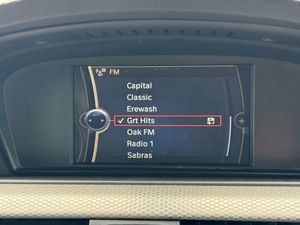 FM
Capital
Classic
Erewash
Grt Hits
Oak FM
Radio 1
Sabras